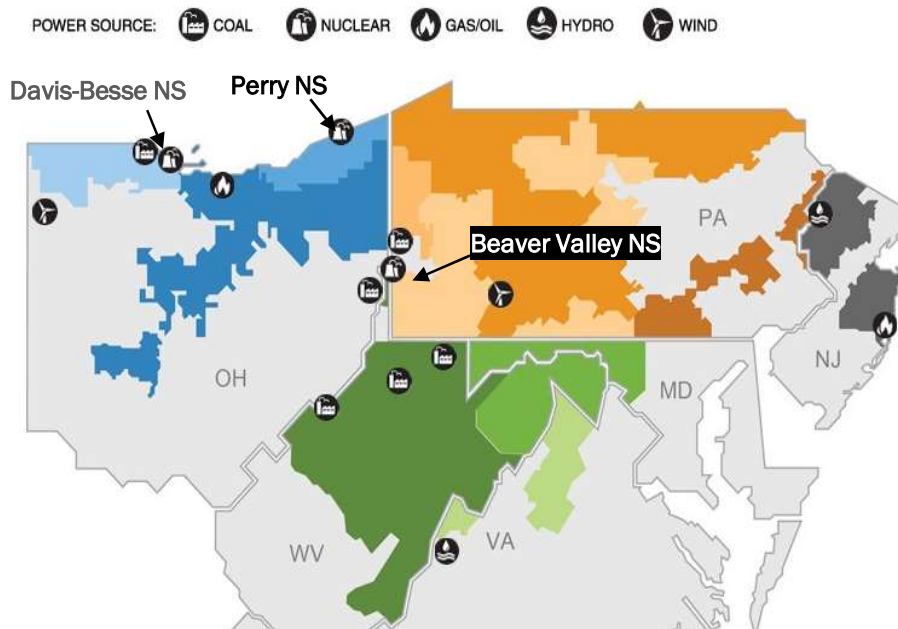 POWER SOURCE: COAL NUCLEAR GAS/OIL HYDRO WIND
Davis-Besse NS
Perry NS
PA
Beaver Valley NS
OH
NJ
MD
WV
VA